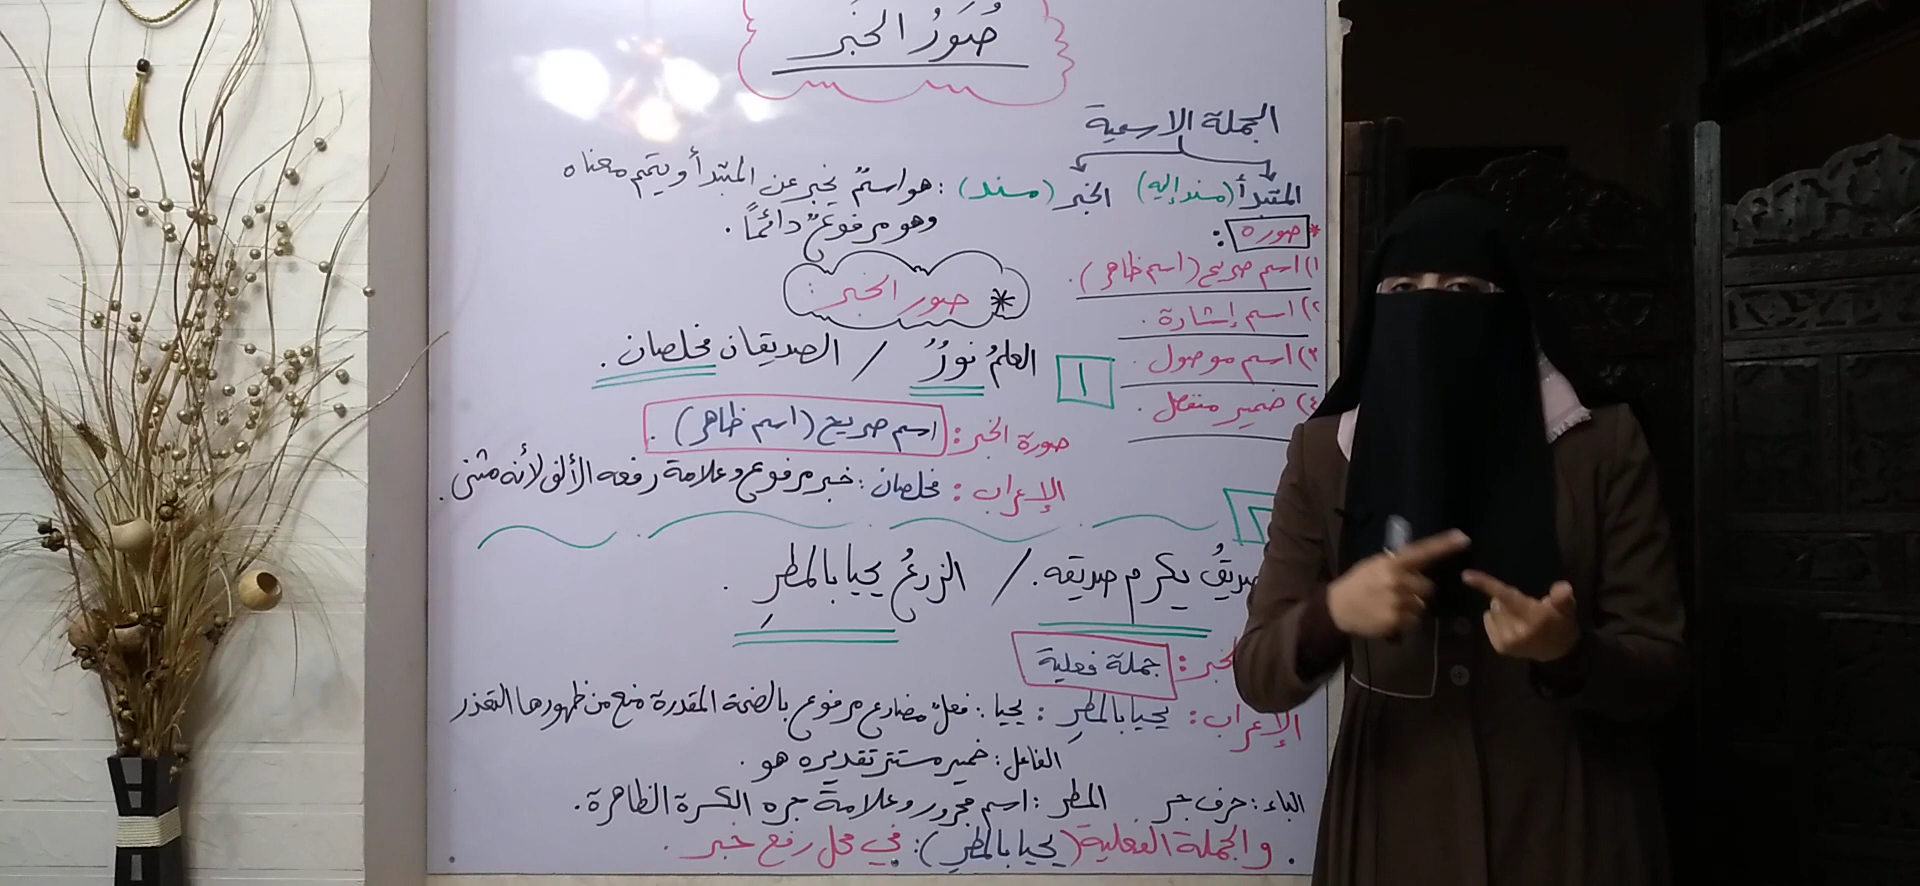 صُوَرُ الخَبَر
الجملة الاسمية
المبتدأ (مسند إليه) الخبر (مسند) : هو اسمٌ يخبر عن المبتدأ ويتمم معناه
وهو مرفوعٌ دائمًا .
* صوره :
١) اسم صريح (اسم ظاهر) .
٢) اسم إشارة .
٣) اسم موصول .
٤) ضمير منفصل .
* صور الخبر :
١ العلمُ نورٌ / الصديقان مخلصان .
صورة الخبر : اسم صريح (اسم ظاهر) .
الإعراب : مخلصان : خبر مرفوع وعلامة رفعه الألف لأنه مثنى .
يكرم صديقه . / الزرعُ يحيا بالمطرِ .
: جملة فعلية
الإعراب : يحيا بالمطرِ : يحيا : فعلٌ مضارع مرفوع بالضمة المقدرة منع من ظهورها التعذر
الفاعل : ضمير مستتر تقديره هو .
الباء : حرف جر المطر : اسم مجرور وعلامة جره الكسرة الظاهرة .
. والجملة الفعلية (يحيا بالمطرِ) : في محل رفع خبر .